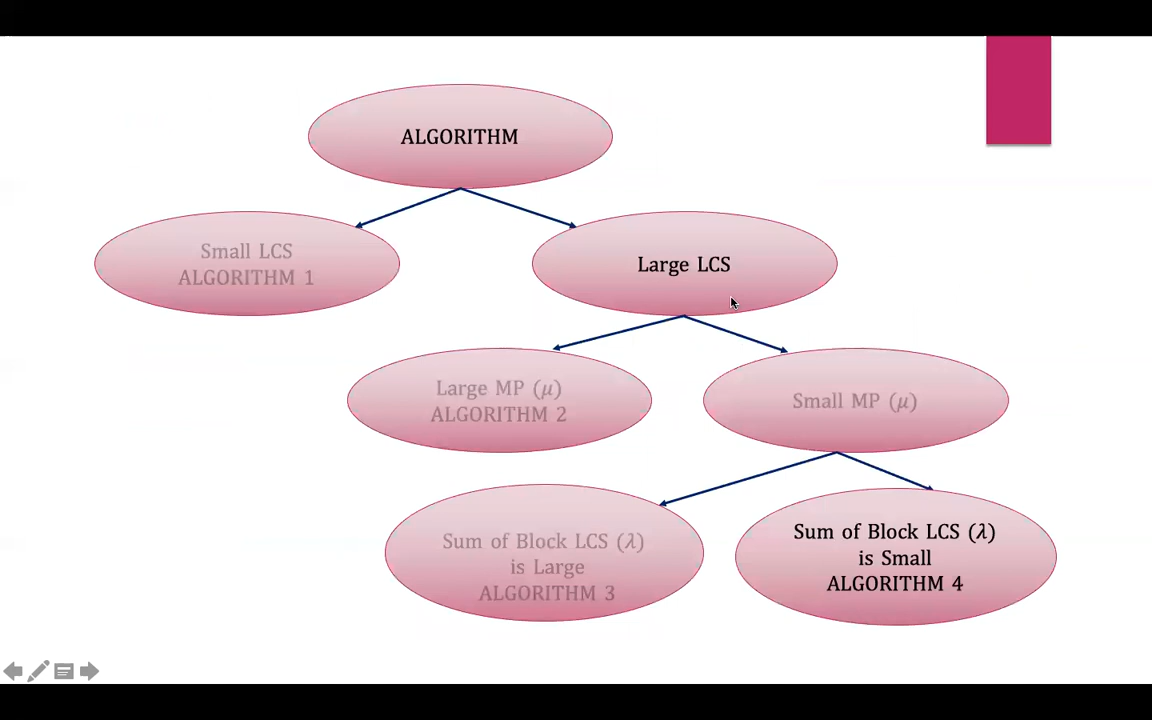 ALGORITHM
Small LCS
ALGORITHM 1
Large LCS
Large MP (μ)
ALGORITHM 2
Small MP (μ)
Sum of Block LCS (λ)
is Large
ALGORITHM 3
Sum of Block LCS (λ)
is Small
ALGORITHM 4